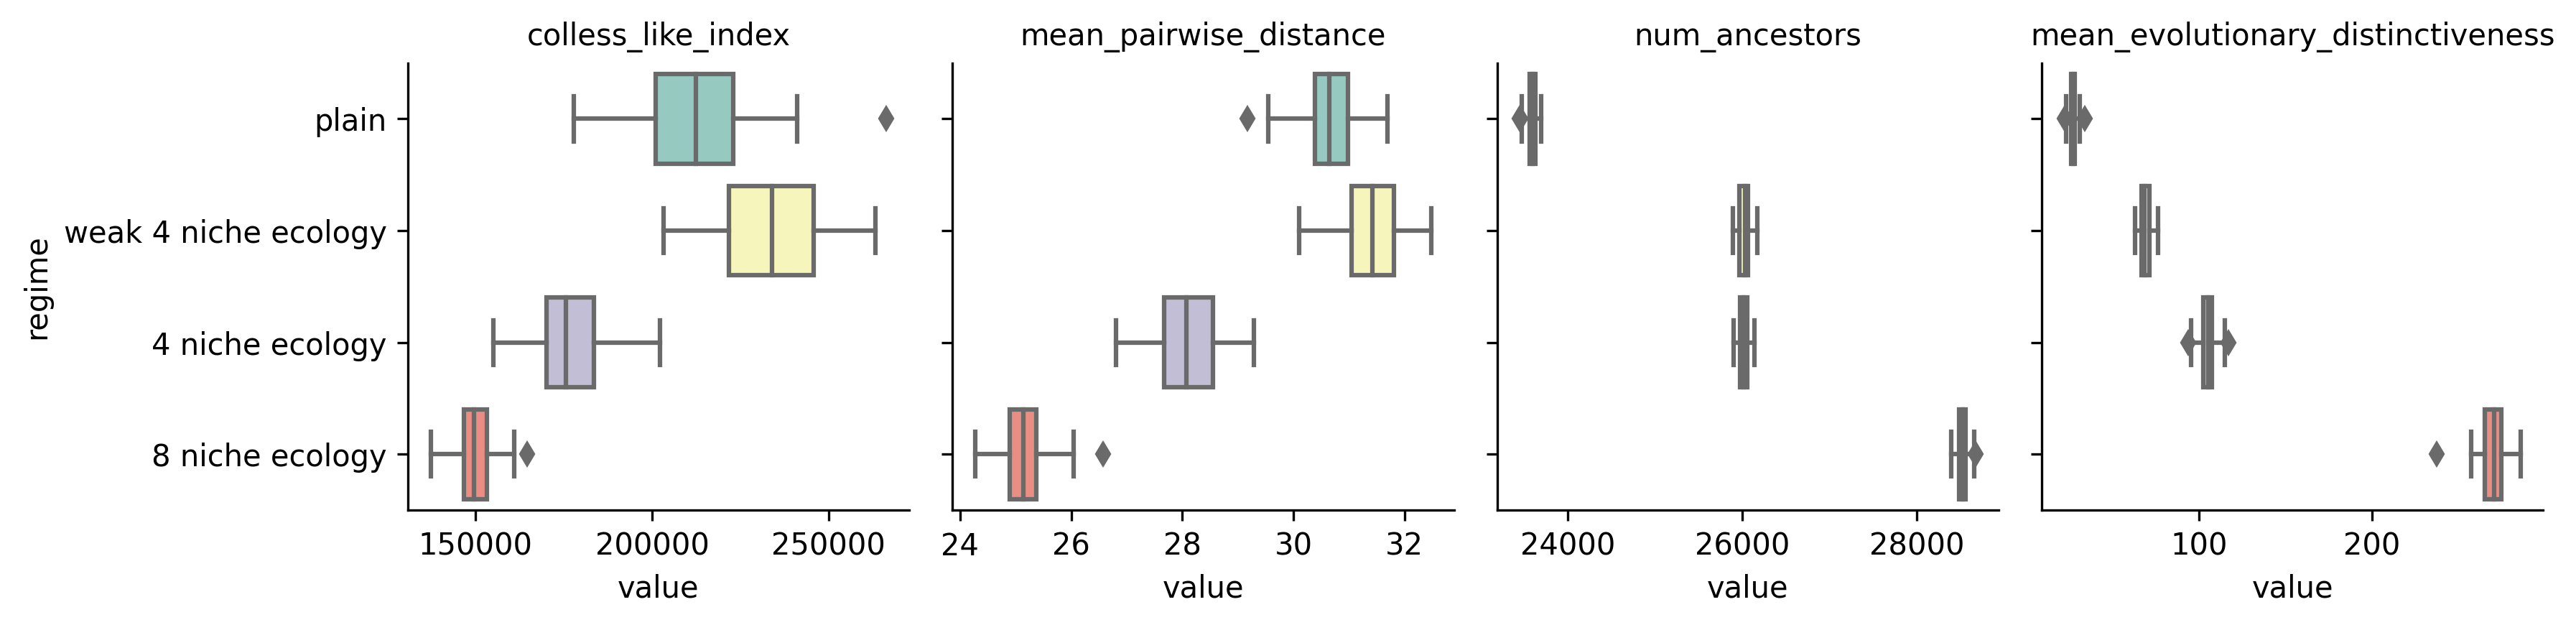 colless_like_index
mean_pairwise_distance
num_ancestors
mean_evolutionary_distinctiveness
regime
plain
weak 4 niche ecology
4 niche ecology
8 niche ecology
150000 200000 250000
24 26 28 30 32
24000 26000 28000
100 200
value
value
value
value